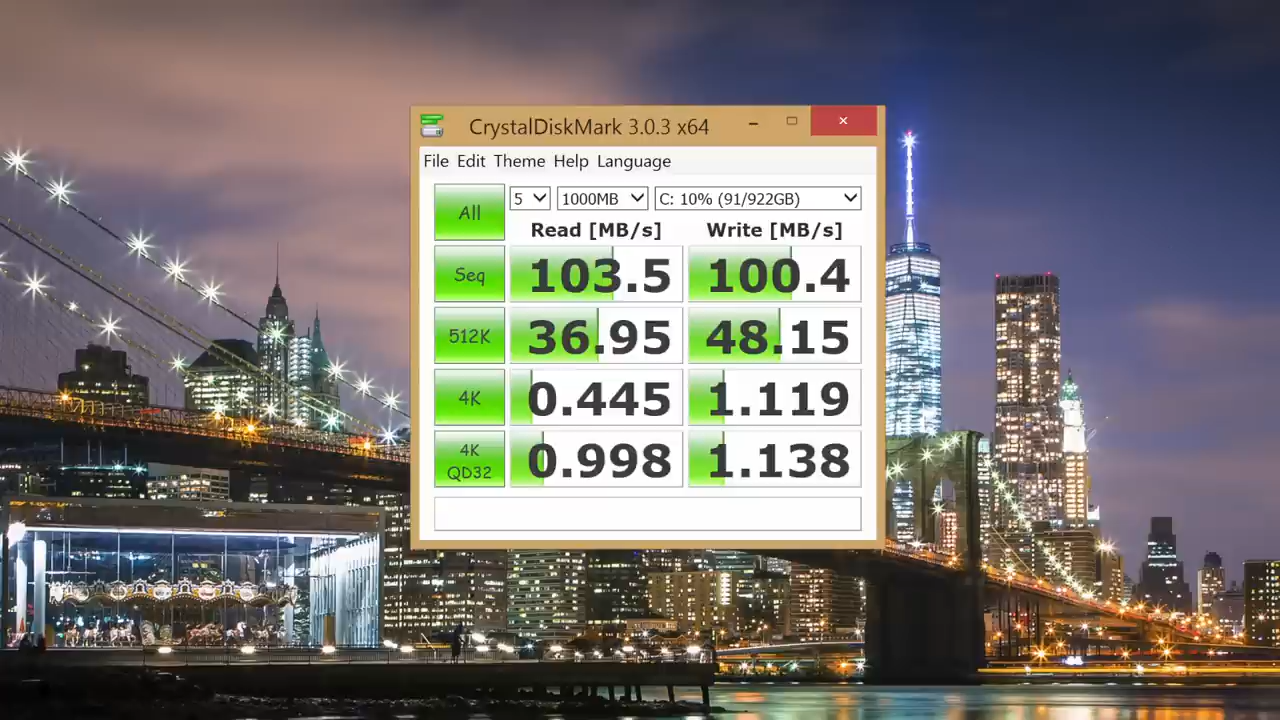 CrystalDiskMark 3.0.3 x64
File Edit Theme Help Language
All 5 1000MB C: 10% (91/922GB)
Read [MB/s] Write [MB/s]
Seq 103.5 100.4
512K 36.95 48.15
4K 0.445 1.119
4K QD32 0.998 1.138